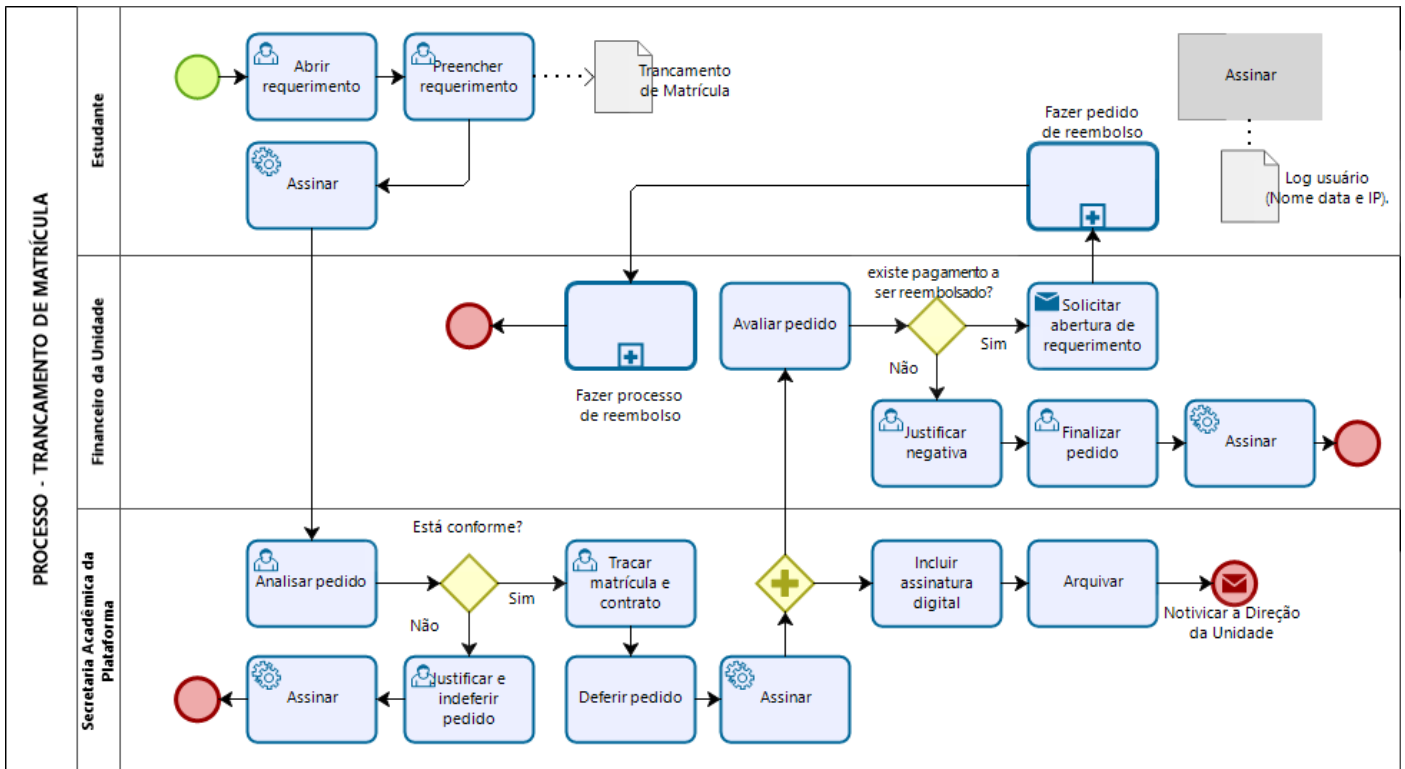 PROCESSO - TRANCAMENTO DE MATRÍCULA
Estudante
Abrir
requerimento
Preencher
requerimento
Trancamento
de Matrícula
Assinar
Fazer pedido
de reembolso
Assinar
Log usuário
(Nome data e IP).
Financeiro da Unidade
Fazer processo
de reembolso
Avaliar pedido
existe pagamento a
ser reembolsado?
Sim
Não
Solicitar
abertura de
requerimento
Justificar
negativa
Finalizar
pedido
Assinar
Secretaria Acadêmica da
Plataforma
Analisar pedido
Está conforme?
Sim
Não
Tracar
matrícula e
contrato
Incluir
assinatura
digital
Arquivar
Notivicar a Direção
da Unidade
Assinar
Justificar e
indeferir
pedido
Deferir pedido
Assinar